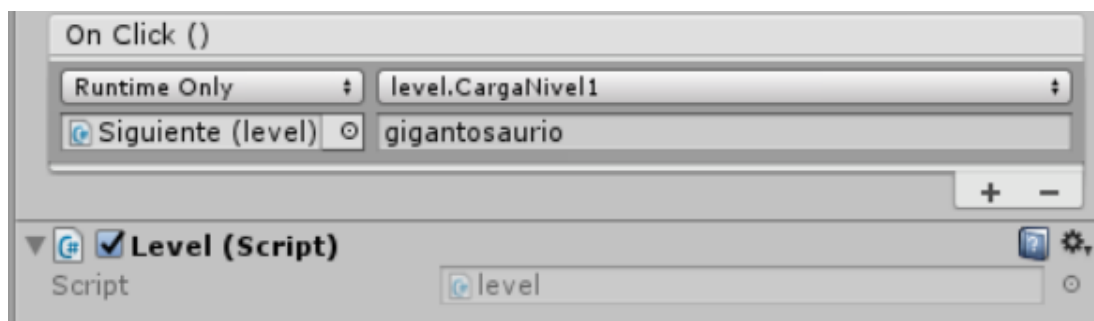 On Click ()
Runtime Only level.CargaNivel1
Siguiente (level) gigantosaurio
+ −
Level (Script)
Script level